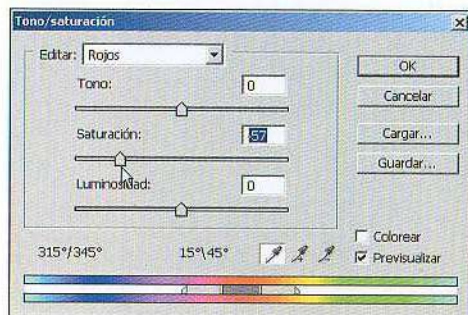 Tono/saturación
Editar: Rojos
Tono: 0
Saturación: -57
Luminosidad: 0
315°/345° 15°\45°
OK
Cancelar
Cargar...
Guardar...
Colorear
Previsualizar